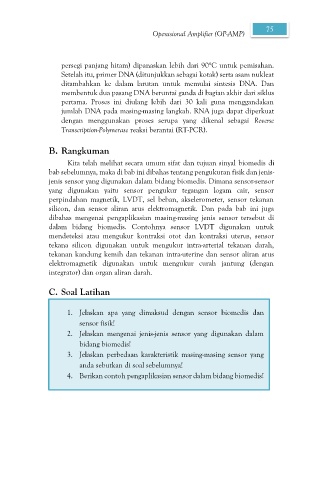 75
Operasional Amplifier (OP-AMP)
persegi panjang hitam) dipanaskan lebih dari 90°C untuk pemisahan.
Setelah itu, primer DNA (ditunjukkan sebagai kotak) serta asam nukleat
ditambahkan ke dalam larutan untuk memulai sintesis DNA. Dan
membentuk dua pasang DNA beruntai ganda di bagian akhir dari siklus
pertama. Proses ini diulang lebih dari 30 kali guna menggandakan
jumlah DNA pada masing-masing langkah. RNA juga dapat diperkuat
dengan menggunakan proses serupa yang dikenal sebagai Reverse
Transcription-Polymerase reaksi berantai (RT-PCR).
B. Rangkuman
Kita telah melihat secara umum sifat dan tujuan sinyal biomedis di
bab sebelumnya, maka di bab ini dibahas tentang pengukuran fisik dan jenis-
jenis sensor yang digunakan dalam bidang biomedis. Dimana sensor-sensor
yang digunakan yaitu sensor pengukur tegangan logam cair, sensor
perpindahan magnetik, LVDT, sel beban, akselerometer, sensor tekanan
silicon, dan sensor aliran arus elektromagnetik. Dan pada bab ini juga
dibahas mengenai pengaplikasian masing-masing jenis sensor tersebut di
dalam bidang biomedis. Contohnya sensor LVDT digunakan untuk
mendeteksi atau mengukur kontraksi otot dan kontraksi uterus, sensor
tekana silicon digunakan untuk mengukur intra-arterial tekanan darah,
tekanan kandung kemih dan tekanan intra-uterine dan sensor aliran arus
elektromagnetik digunakan untuk mengukur curah jantung (dengan
integrator) dan organ aliran darah.
C. Soal Latihan
1. Jelaskan apa yang dimaksud dengan sensor biomedis dan
sensor fisik!
2. Jelaskan mengenai jenis-jenis sensor yang digunakan dalam
bidang biomedis!
3. Jelaskan perbedaan karakteristik masing-masing sensor yang
anda sebutkan di soal sebelumnya!
4. Berikan contoh pengaplikasian sensor dalam bidang biomedis!